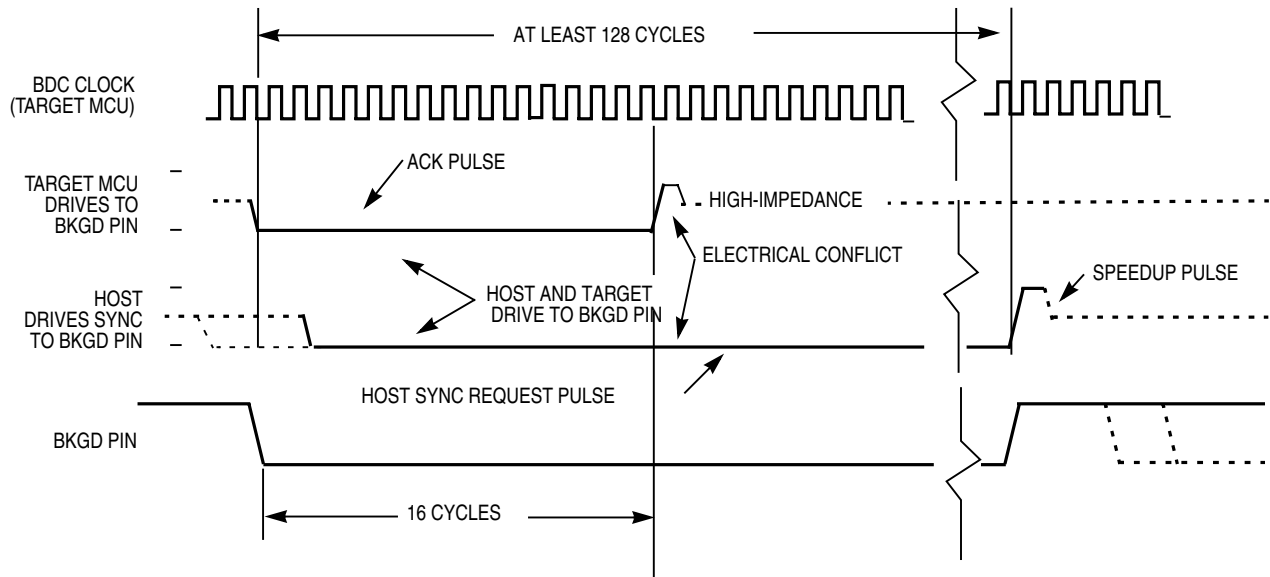 AT LEAST 128 CYCLES
BDC CLOCK
(TARGET MCU)
ACK PULSE
TARGET MCU
DRIVES TO
BKGD PIN
HIGH-IMPEDANCE
ELECTRICAL CONFLICT
SPEEDUP PULSE
HOST AND TARGET
DRIVE TO BKGD PIN
HOST
DRIVES SYNC
TO BKGD PIN
HOST SYNC REQUEST PULSE
BKGD PIN
16 CYCLES